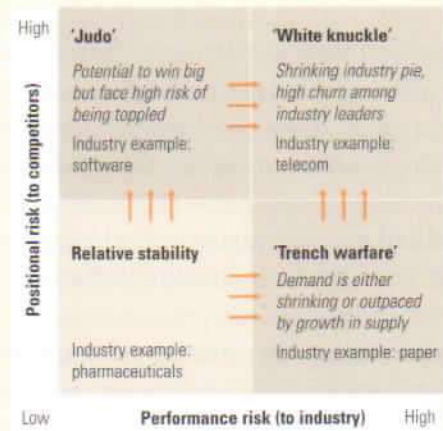 High
Positional risk (to competitors)
'Judo'
Potential to win big
but face high risk of
being toppled
Industry example:
software
'White knuckle'
Shrinking industry pie,
high churn among
industry leaders
Industry example:
telecom
Relative stability
Industry example:
pharmaceuticals
'Trench warfare'
Demand is either
shrinking or outpaced
by growth in supply
Industry example: paper
Low
Performance risk (to industry)
High